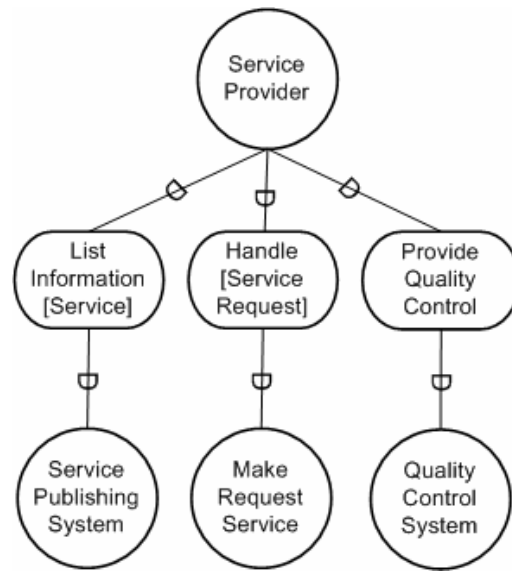 Service
Provider
List
Information
[Service]
Handle
[Service
Request]
Provide
Quality
Control
Service
Publishing
System
Make
Request
Service
Quality
Control
System